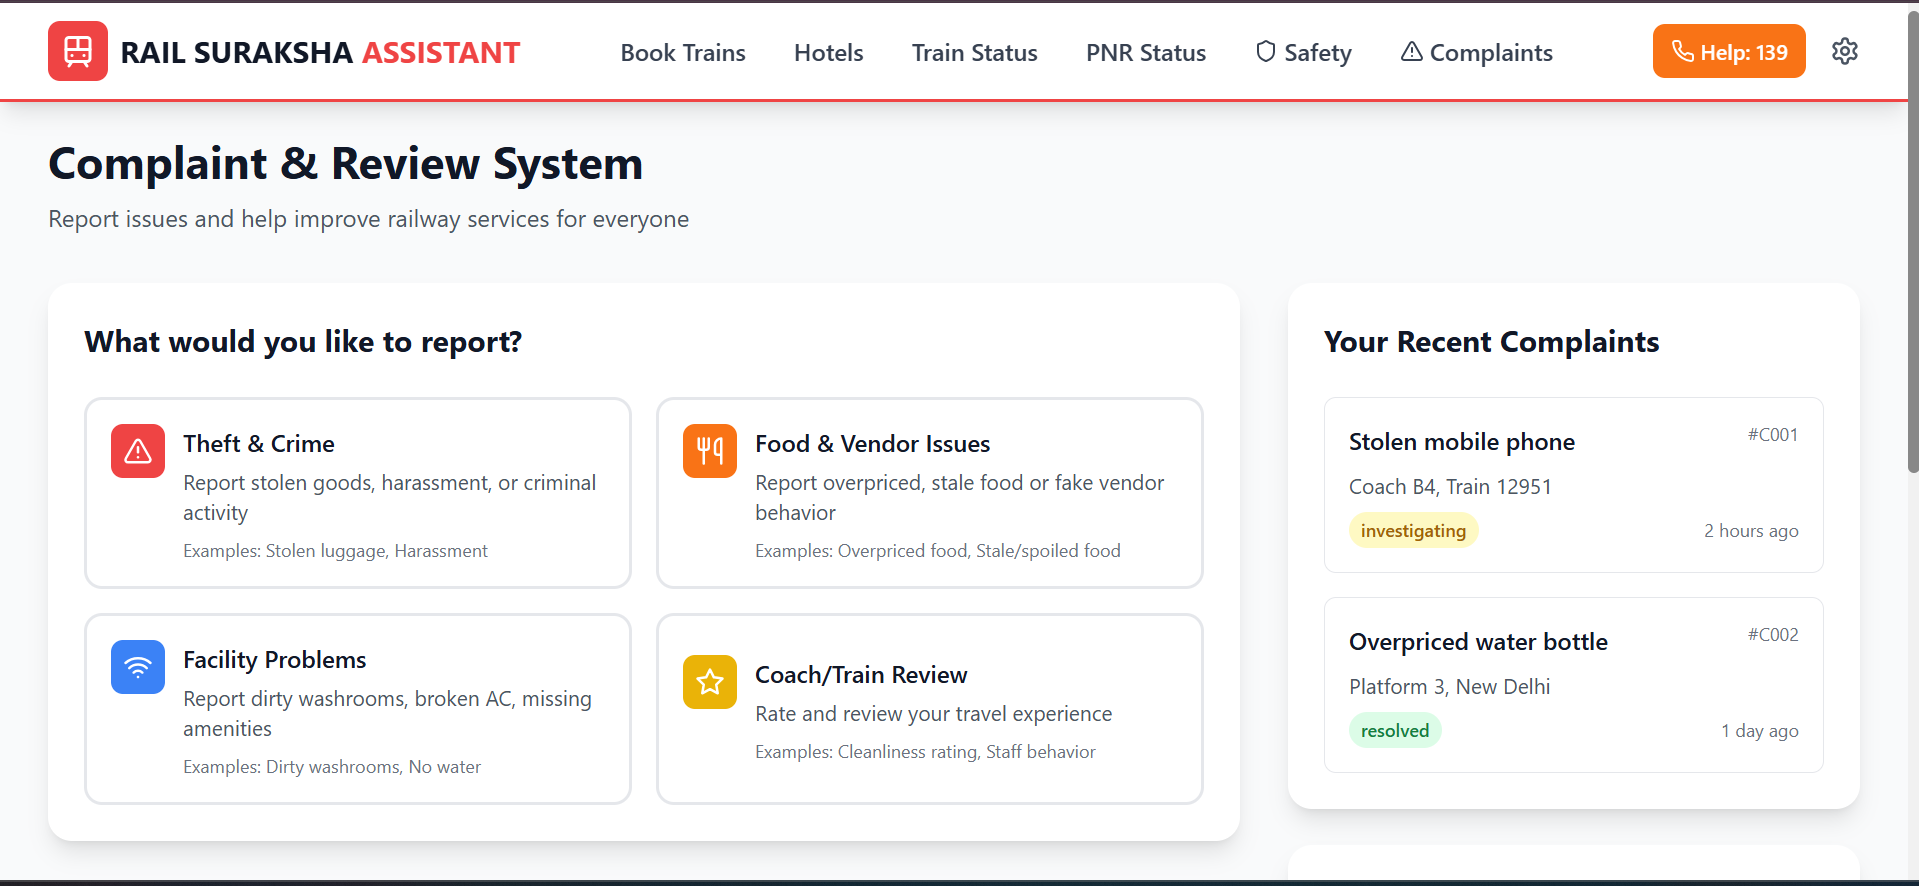 RAIL SURAKSHA ASSISTANT
Book Trains
Hotels
Train Status
PNR Status
Safety
Complaints
Help: 139
Complaint & Review System
Report issues and help improve railway services for everyone
What would you like to report?
Theft & Crime
Report stolen goods, harassment, or criminal
activity
Examples: Stolen luggage, Harassment
Food & Vendor Issues
Report overpriced, stale food or fake vendor
behavior
Examples: Overpriced food, Stale/spoiled food
Facility Problems
Report dirty washrooms, broken AC, missing
amenities
Examples: Dirty washrooms, No water
Coach/Train Review
Rate and review your travel experience
Examples: Cleanliness rating, Staff behavior
Your Recent Complaints
Stolen mobile phone
#C001
Coach B4, Train 12951
investigating
2 hours ago
Overpriced water bottle
#C002
Platform 3, New Delhi
resolved
1 day ago